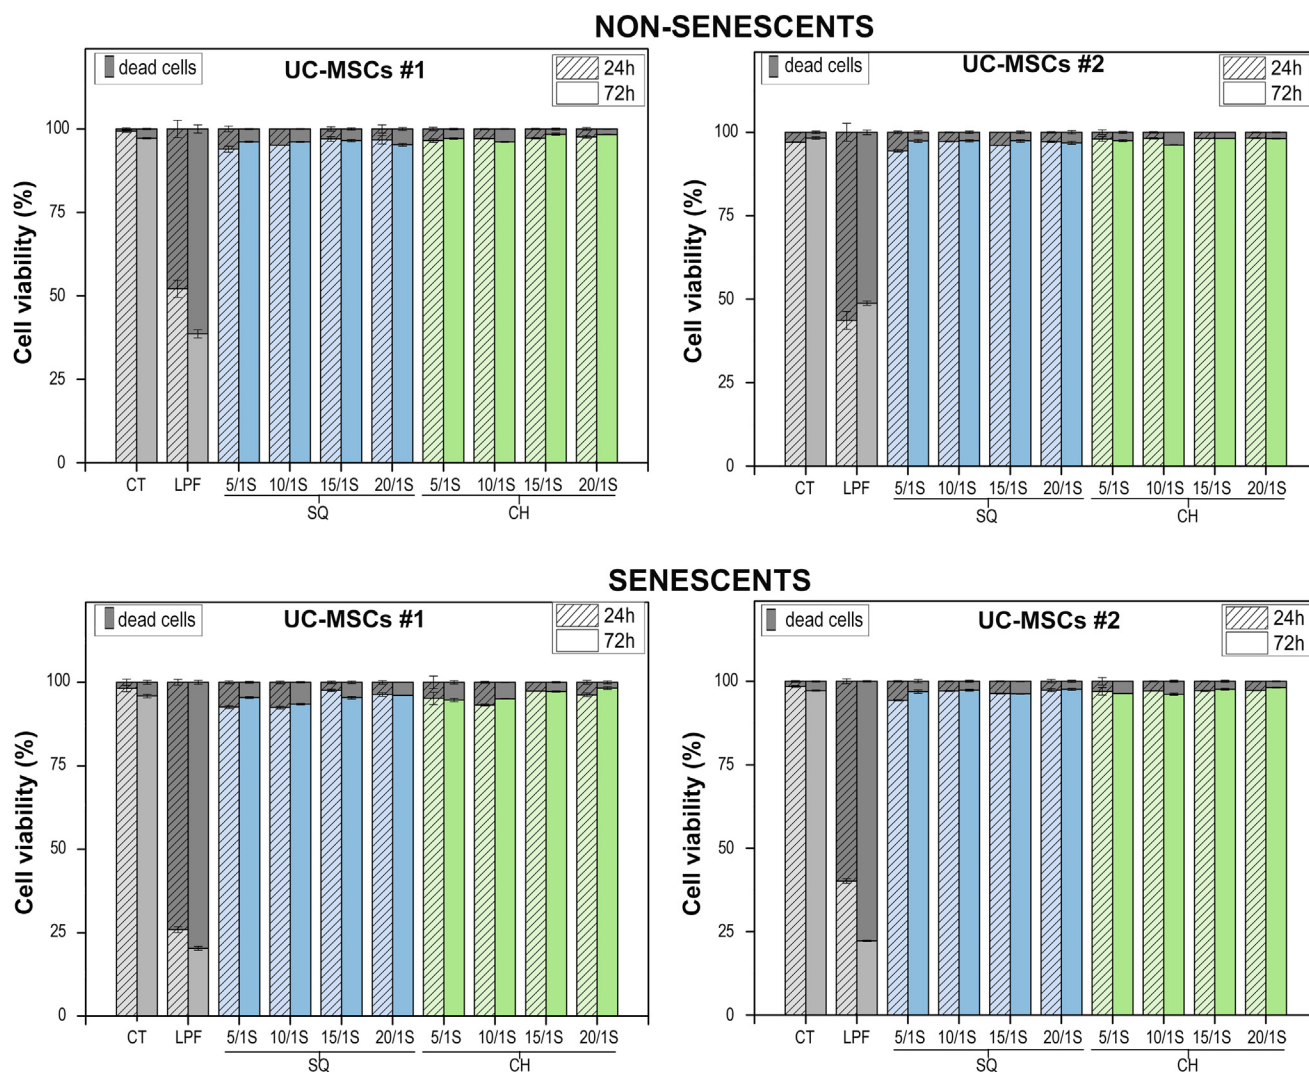 NON-SENESCENTS
dead cells
UC-MSCs #1
24h
72h
Cell viability (%)
100
75
50
25
0
CT LPF 5/1S 10/1S 15/1S 20/1S 5/1S 10/1S 15/1S 20/1S
SQ CH
dead cells
UC-MSCs #2
24h
72h
Cell viability (%)
100
75
50
25
0
CT LPF 5/1S 10/1S 15/1S 20/1S 5/1S 10/1S 15/1S 20/1S
SQ CH
SENESCENTS
dead cells
UC-MSCs #1
24h
72h
Cell viability (%)
100
75
50
25
0
CT LPF 5/1S 10/1S 15/1S 20/1S 5/1S 10/1S 15/1S 20/1S
SQ CH
dead cells
UC-MSCs #2
24h
72h
Cell viability (%)
100
75
50
25
0
CT LPF 5/1S 10/1S 15/1S 20/1S 5/1S 10/1S 15/1S 20/1S
SQ CH